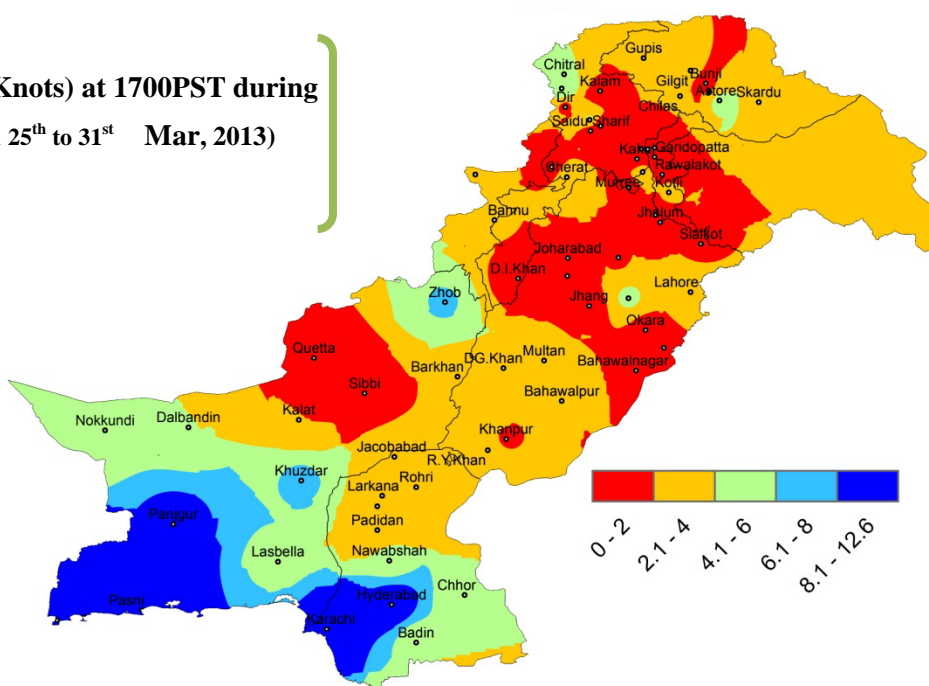 Knots) at 1700PST during
25th to 31st Mar, 2013)
Gupis
Chitral
Kalam
Gilgit
Bunji
Astore
Skardu
Dir
Chilas
Saidu Sharif
Kakul
Garidopatta
Rawalakot
Cherat
Murree
Kotli
Bannu
Jhelum
Sialkot
Joharabad
D.I.Khan
Lahore
Zhob
Jhang
Okara
Quetta
Multan
DG.Khan
Bahawalnagar
Barkhan
Sibbi
Bahawalpur
Kalat
Nokkundi
Dalbandin
Khanpur
Jacobabad
R.Y.Khan
Khuzdar
Rohri
Larkana
Panjgur
Padidan
Nawabshah
Lasbella
Chhor
Hyderabad
Pasni
Karachi
Badin
0 - 2
2.1 - 4
4.1 - 6
6.1 - 8
8.1 - 12.6